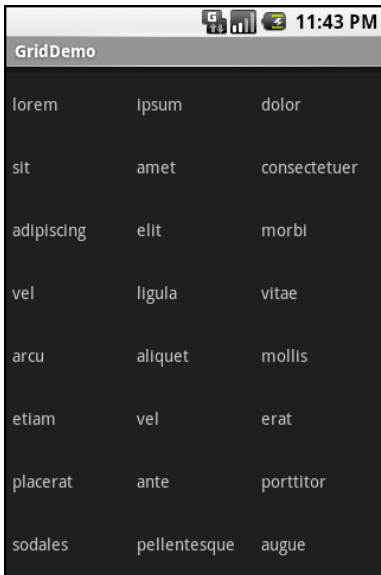 11:43 PM
GridDemo
lorem ipsum dolor
sit amet consectetuer
adipiscing elit morbi
vel ligula vitae
arcu aliquet mollis
etiam vel erat
placerat ante porttitor
sodales pellentesque augue